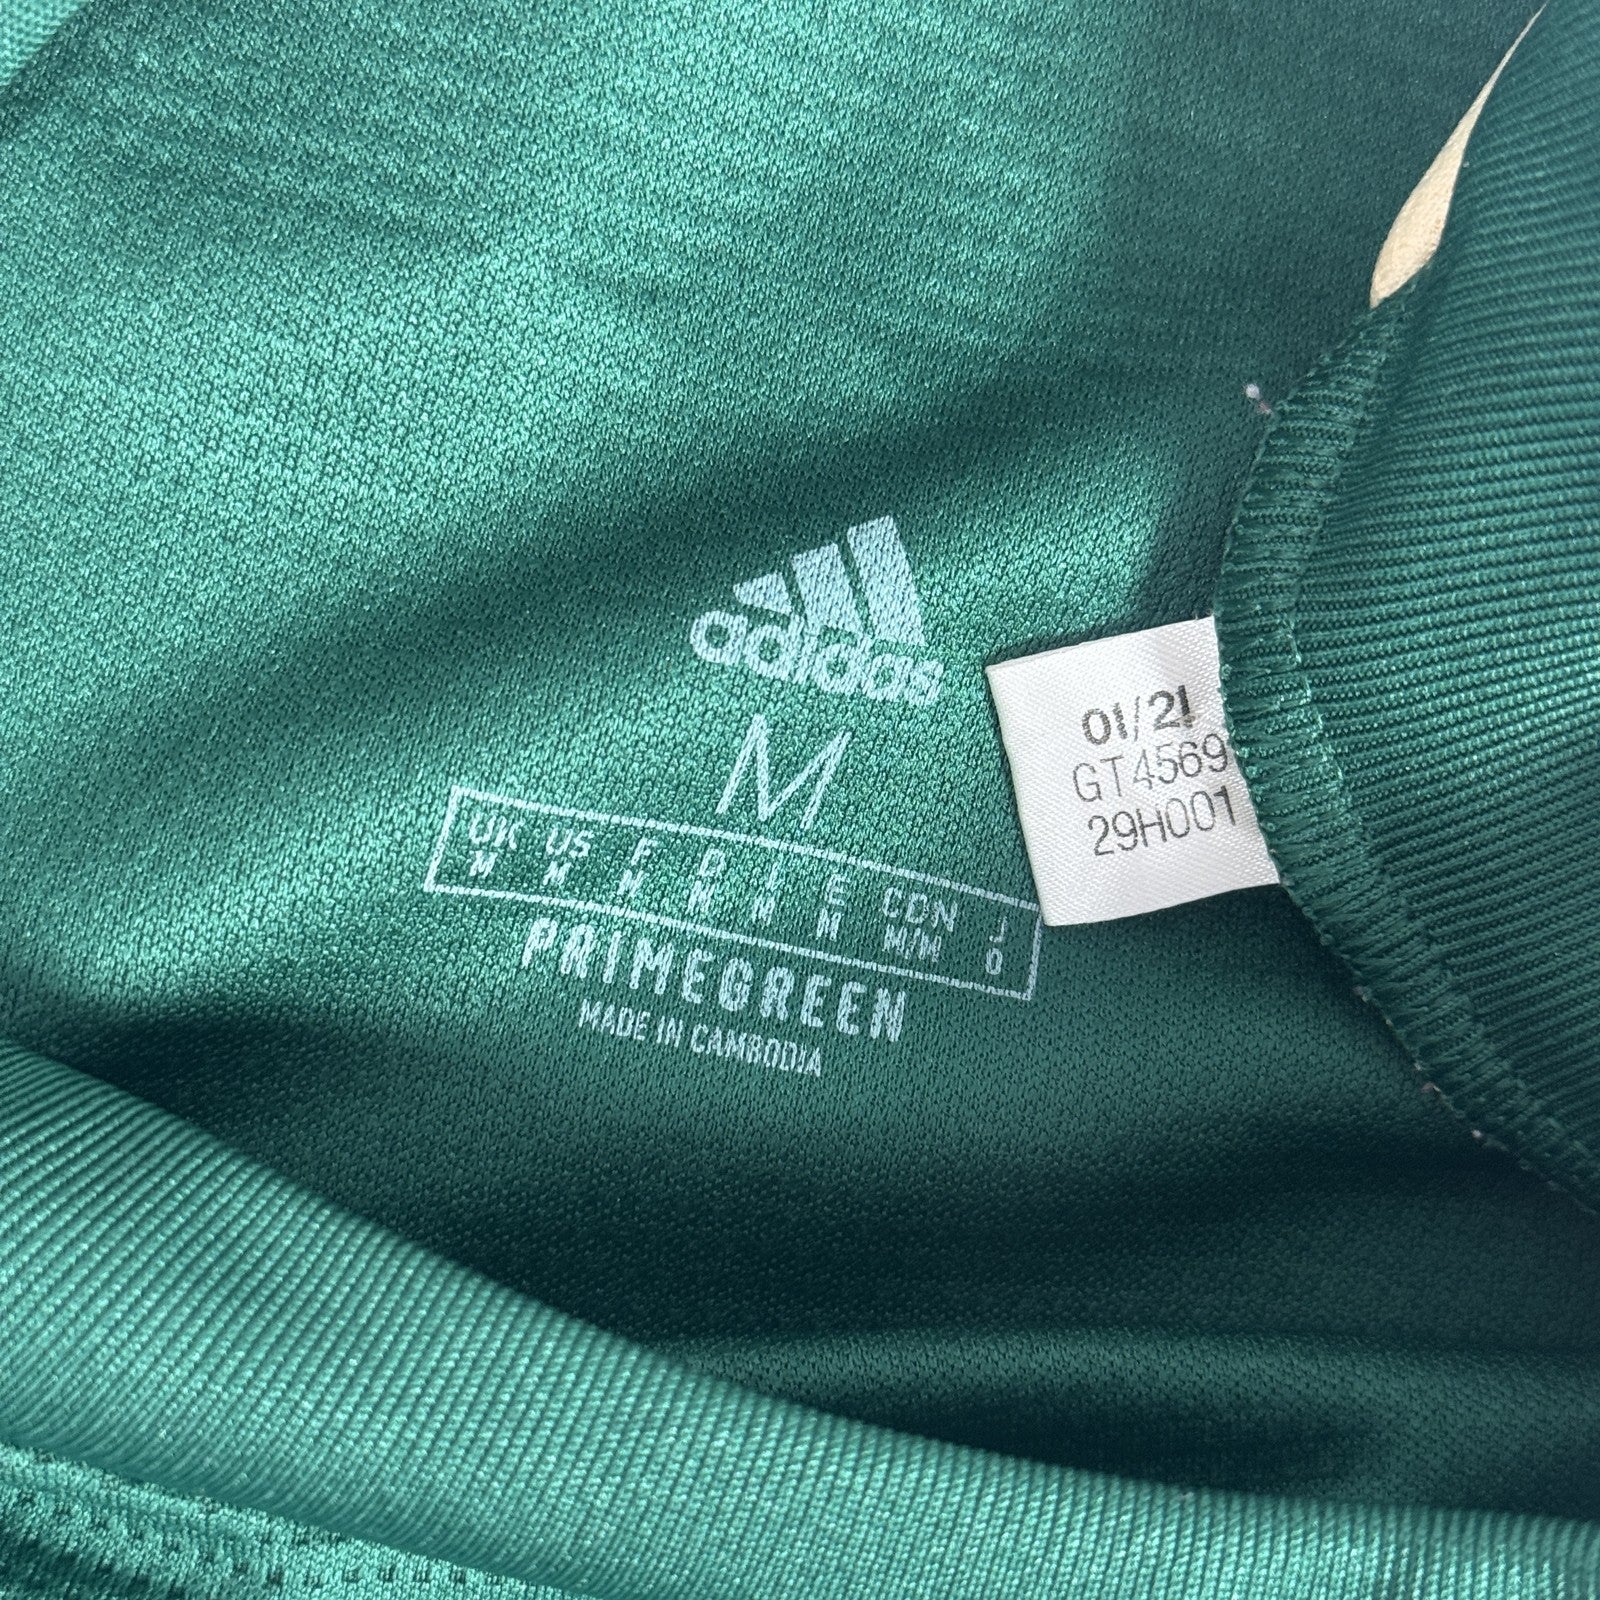 adidas
M
UK US F D I E CDN J
M M M M M M M/M O
PRIMEGREEN
MADE IN CAMBODIA
01/21
GT4569
29H001